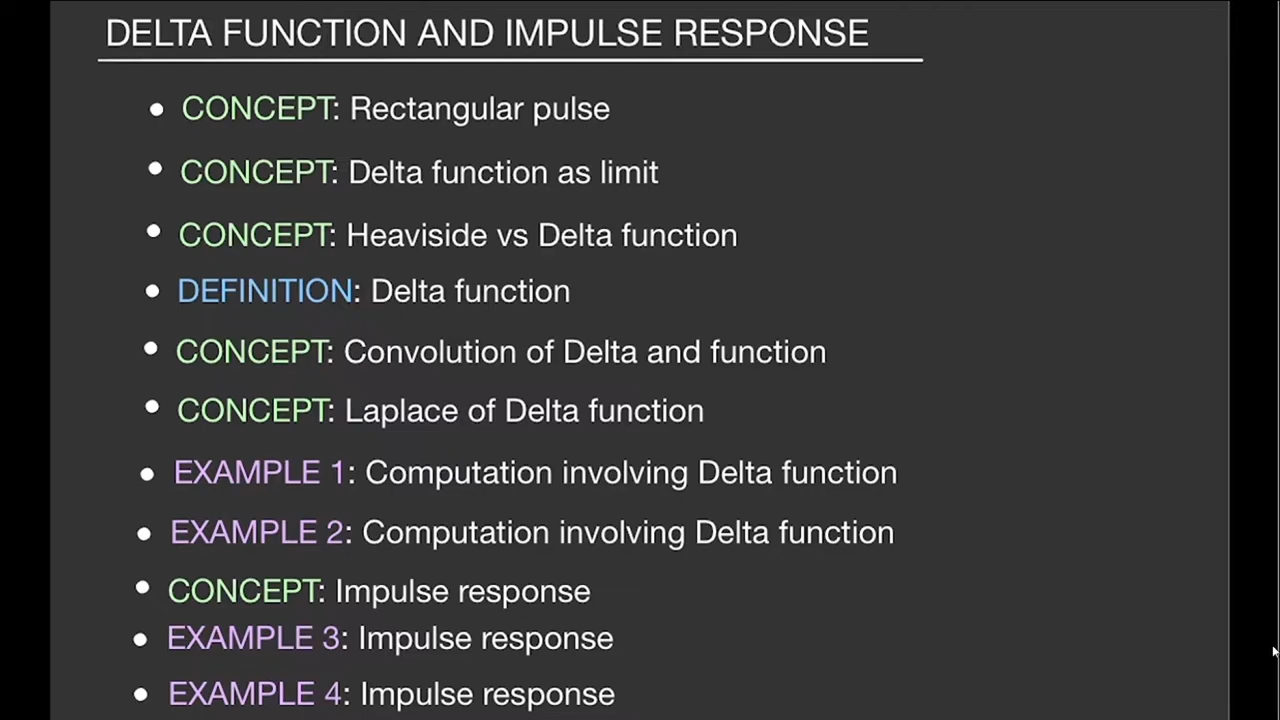 DELTA FUNCTION AND IMPULSE RESPONSE
• CONCEPT: Rectangular pulse
• CONCEPT: Delta function as limit
• CONCEPT: Heaviside vs Delta function
• DEFINITION: Delta function
• CONCEPT: Convolution of Delta and function
• CONCEPT: Laplace of Delta function
• EXAMPLE 1: Computation involving Delta function
• EXAMPLE 2: Computation involving Delta function
• CONCEPT: Impulse response
• EXAMPLE 3: Impulse response
• EXAMPLE 4: Impulse response